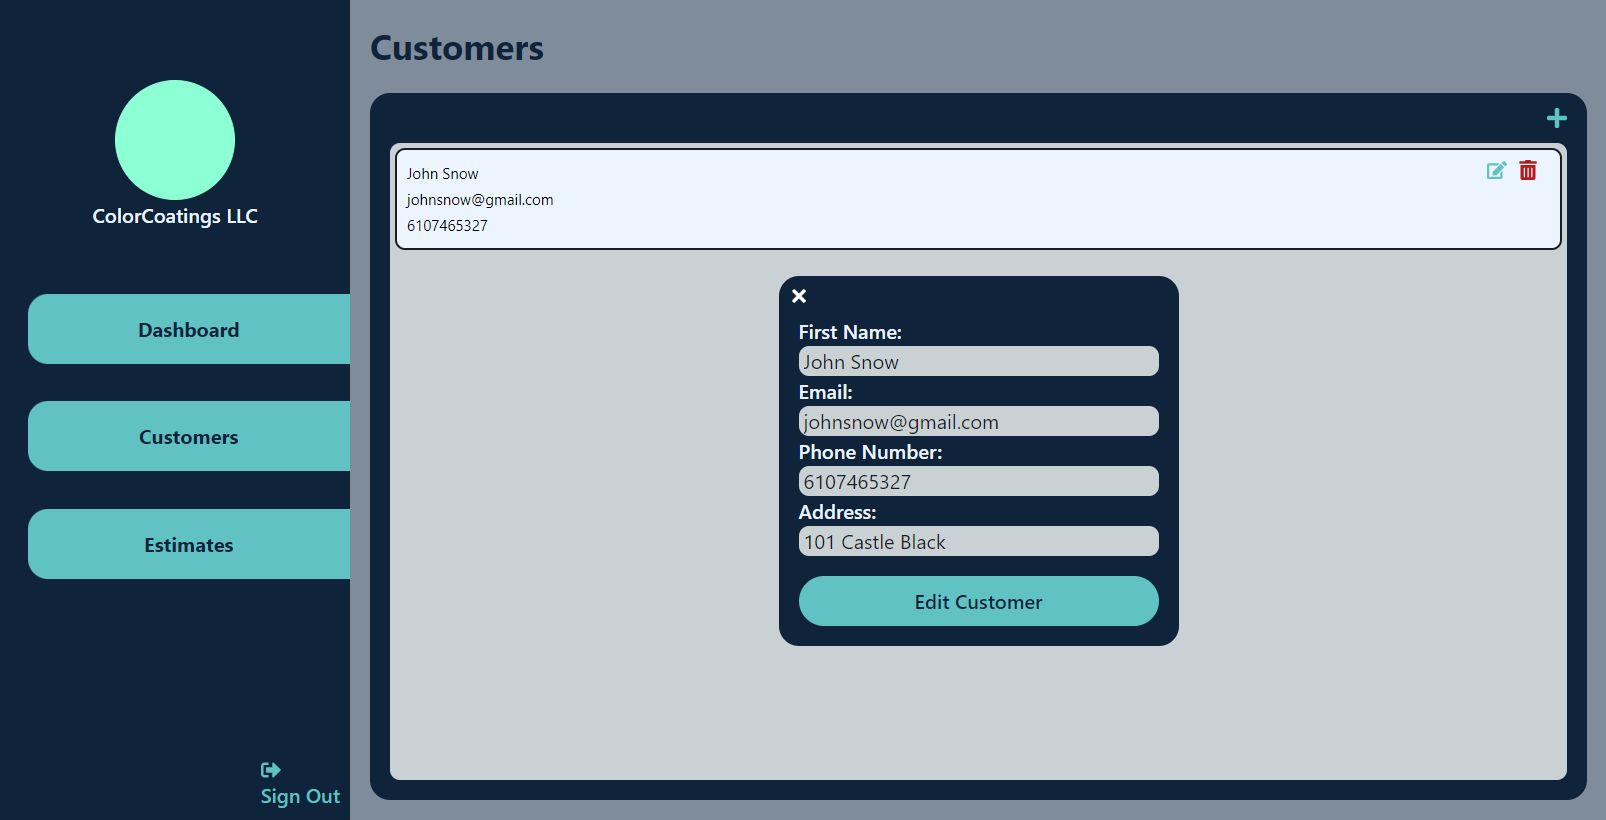 ColorCoatings LLC
Dashboard
Customers
Estimates
Sign Out
Customers
John Snow
johnsnow@gmail.com
6107465327
First Name:
John Snow
Email:
johnsnow@gmail.com
Phone Number:
6107465327
Address:
101 Castle Black
Edit Customer